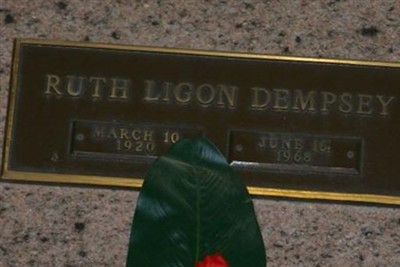 RUTH LIGON DEMPSEY
MARCH 10
1920
JUNE 16,
1968